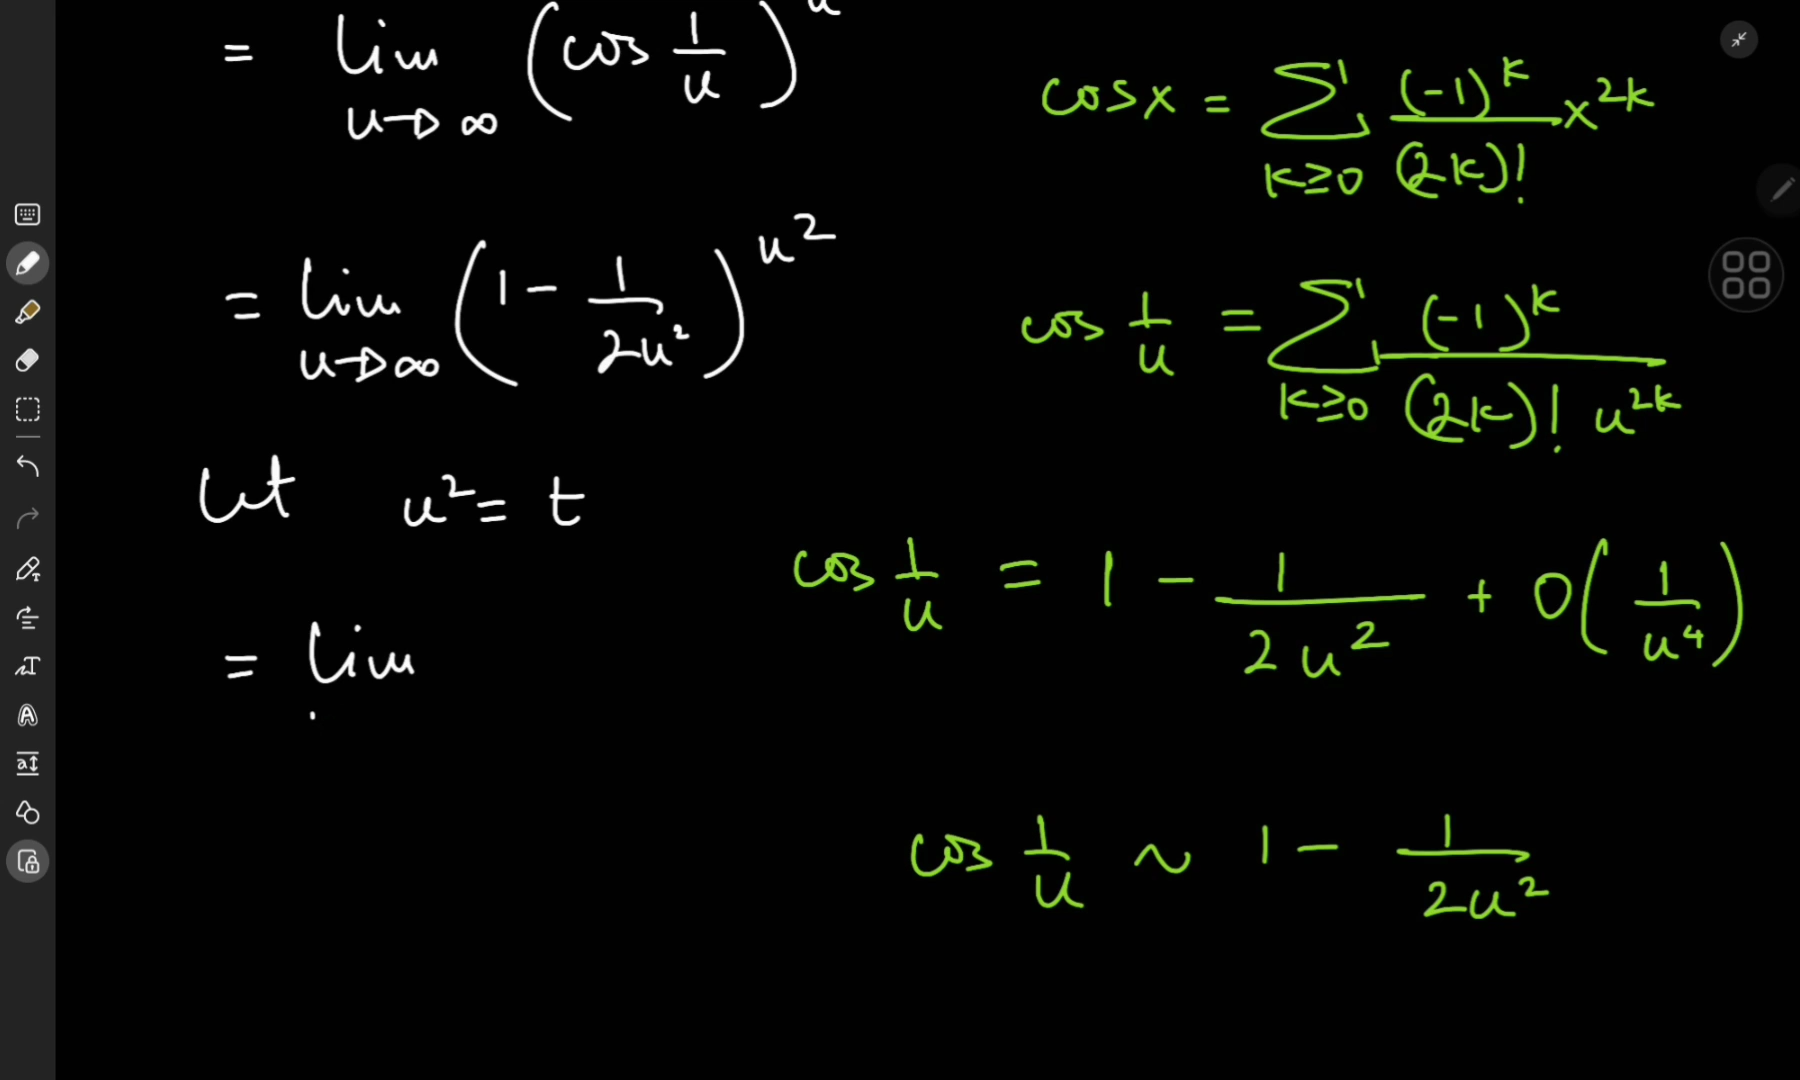 = lim u→∞ (cos 1/u)^u
= lim u→∞ (1 - 1/2u²)^u²
Let u² = t
= lim
cos x = Σ k≥0 (-1)^k/(2k)! x^2k
cos 1/u = Σ k≥0 (-1)^k/(2k)! u^2k
cos 1/u = 1 - 1/2u² + O(1/u⁴)
cos 1/u ~ 1 - 1/2u²